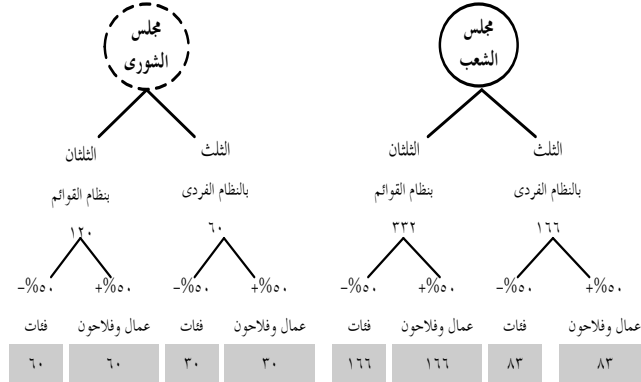 مجلس
الشعب
مجلس
الشورى
الثلث
الثلثان
الثلث
الثلثان
بالنظام الفردى
بنظام القوائم
بالنظام الفردى
بنظام القوائم
١٦٦
٣٣٢
٦٠
١٢٠
٥٠%+
٥٠%-
٥٠%+
٥٠%-
٥٠%+
٥٠%-
٥٠%+
٥٠%-
عمال وفلاحون
فئات
عمال وفلاحون
فئات
عمال وفلاحون
فئات
عمال وفلاحون
فئات
٨٣
٨٣
١٦٦
١٦٦
٣٠
٣٠
٦٠
٦٠